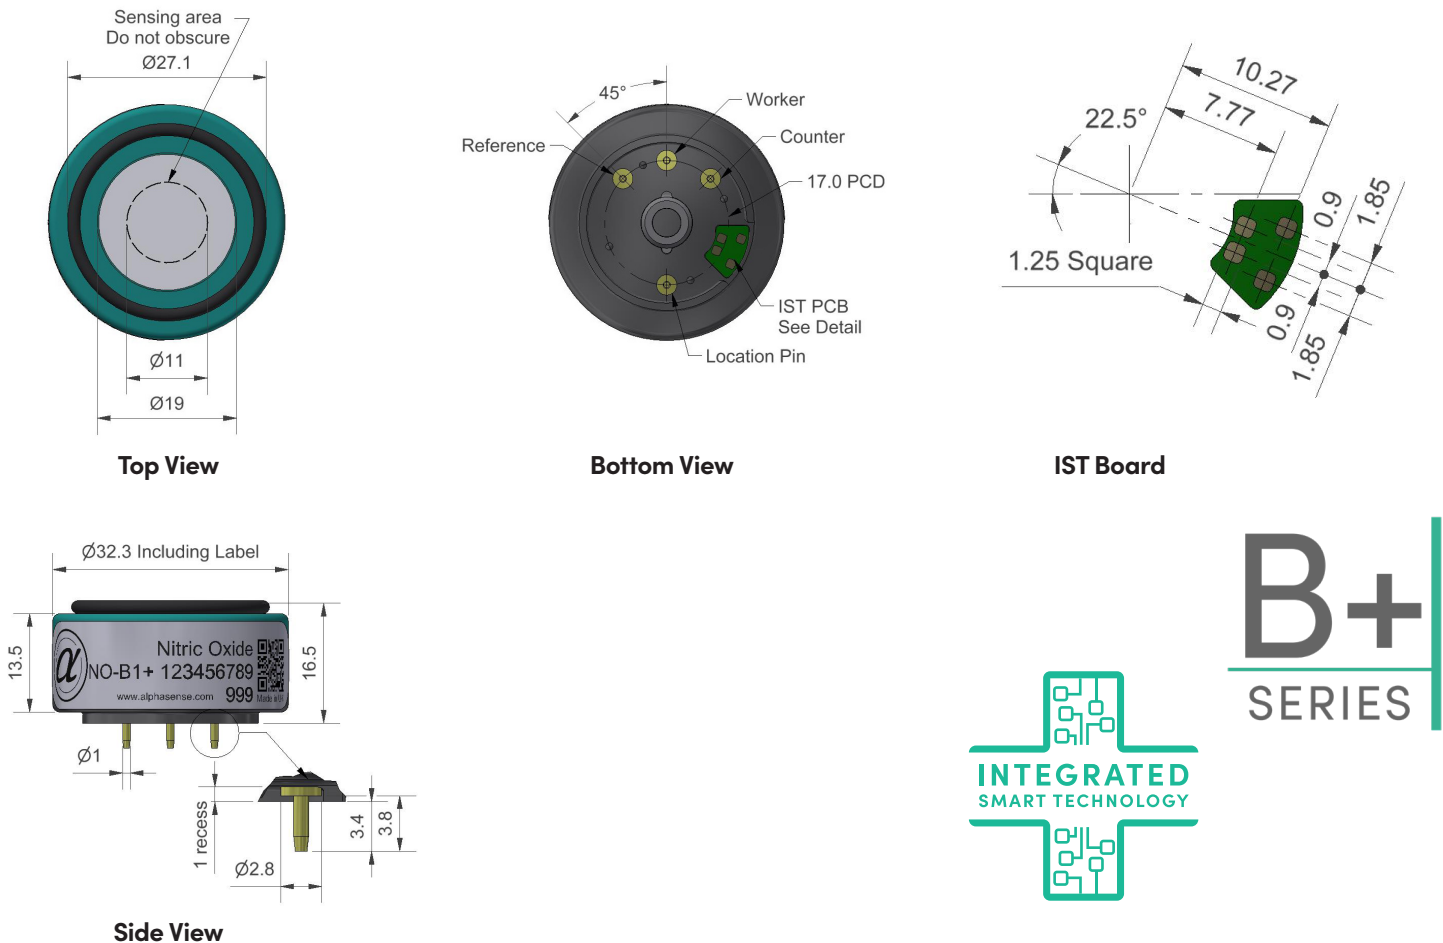 Sensing area
Do not obscure
Ø27.1
Ø11
Ø19
Top View
45°
Worker
Counter
Reference
17.0 PCD
IST PCB
See Detail
Location Pin
Bottom View
10.27
7.77
22.5°
0.9
1.85
1.25 Square
0.9
1.85
IST Board
Ø32.3 Including Label
13.5
16.5
α
Nitric Oxide
NO-B1+ 123456789
www.alphasense.com 999 Made in
Ø1
1 recess
3.4
3.8
Ø2.8
Side View
INTEGRATED
SMART TECHNOLOGY
B+
SERIES